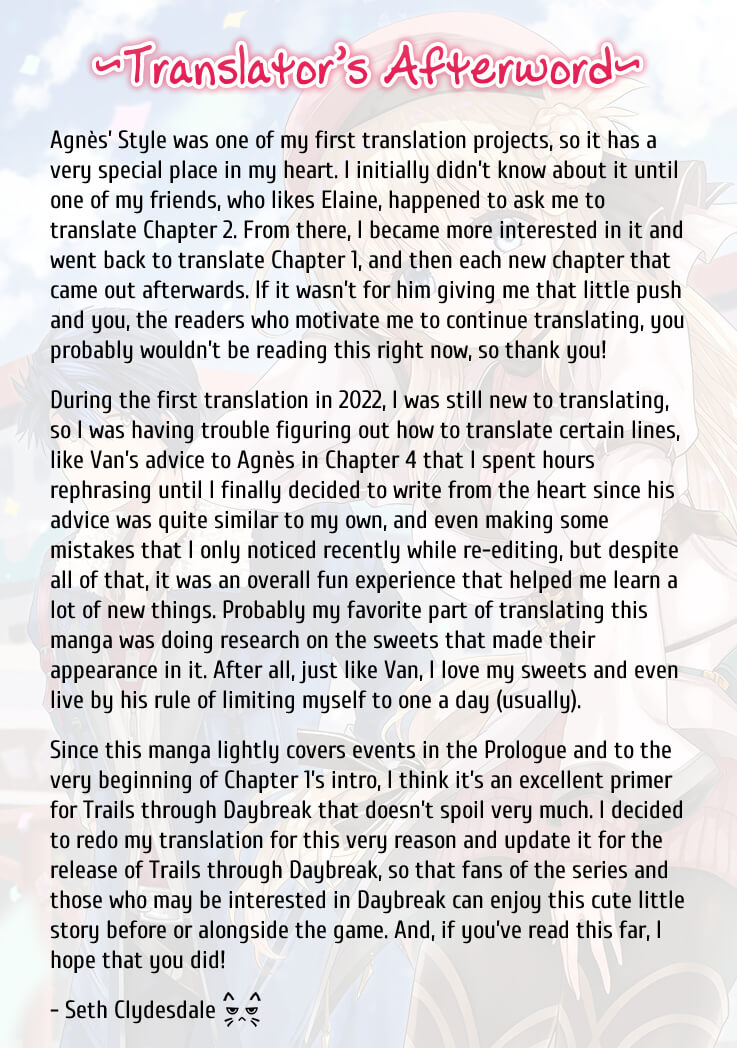 ~Translator's Afterword~
Agnès' Style was one of my first translation projects, so it has a
very special place in my heart. I initially didn't know about it until
one of my friends, who likes Elaine, happened to ask me to
translate Chapter 2. From there, I became more interested in it and
went back to translate Chapter 1, and then each new chapter that
came out afterwards. If it wasn't for him giving me that little push
and you, the readers who motivate me to continue translating, you
probably wouldn't be reading this right now, so thank you!
During the first translation in 2022, I was still new to translating,
so I was having trouble figuring out how to translate certain lines,
like Van's advice to Agnès in Chapter 4 that I spent hours
rephrasing until I finally decided to write from the heart since his
advice was quite similar to my own, and even making some
mistakes that I only noticed recently while re-editing, but despite
all of that, it was an overall fun experience that helped me learn a
lot of new things. Probably my favorite part of translating this
manga was doing research on the sweets that made their
appearance in it. After all, just like Van, I love my sweets and even
live by his rule of limiting myself to one a day (usually).
Since this manga lightly covers events in the Prologue and to the
very beginning of Chapter 1's intro, I think it's an excellent primer
for Trails through Daybreak that doesn't spoil very much. I decided
to redo my translation for this very reason and update it for the
release of Trails through Daybreak, so that fans of the series and
those who may be interested in Daybreak can enjoy this cute little
story before or alongside the game. And, if you've read this far, I
hope that you did!
- Seth Clydesdale